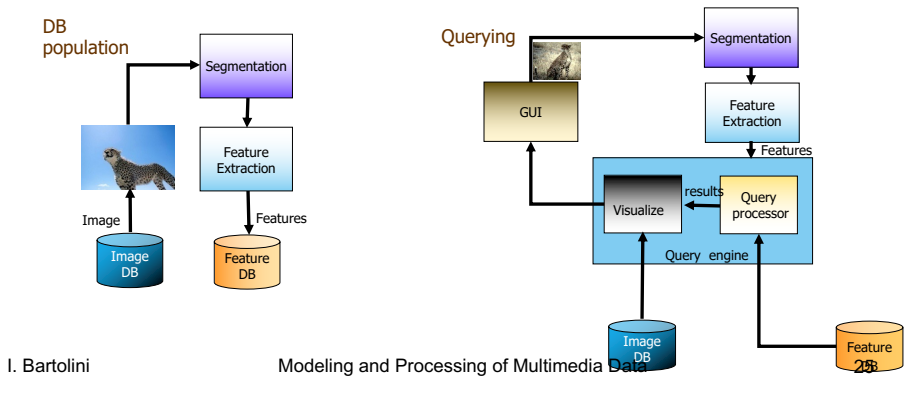 DB
population
Segmentation
Feature
Extraction
Image
Features
Image
DB
Feature
DB
Querying
Segmentation
GUI
Feature
Extraction
Features
Visualize
results
Query
processor
Query engine
Image
DB
Feature
DB
I. Bartolini
Modeling and Processing of Multimedia Data
25